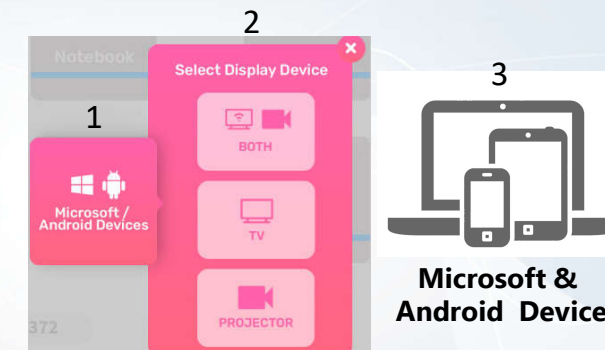 2
Notebook
Select Display Device
3
1
BOTH
Microsoft /
Android Devices
TV
Microsoft &
Android Device
PROJECTOR
372